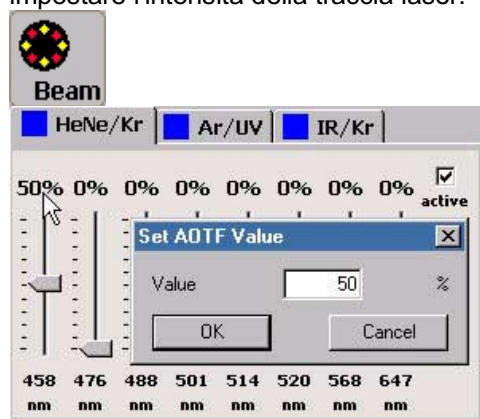 impostare l'intensità della traccia laser.
Beam
HeNe/Kr Ar/UV IR/Kr
50% 0% 0% 0% 0% 0% 0% 0%
active
Set AOTF Value
Value 50 %
OK Cancel
458 476 488 501 514 520 568 647
nm nm nm nm nm nm nm nm